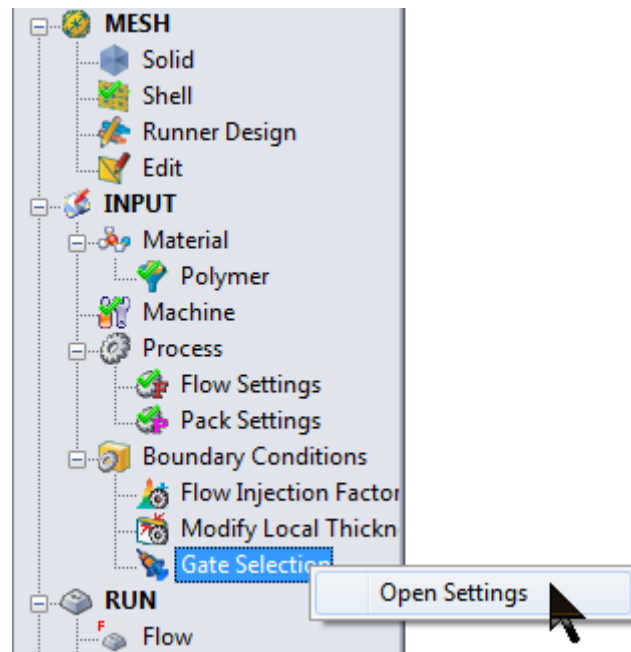 MESH
Solid
Shell
Runner Design
Edit
INPUT
Material
Polymer
Machine
Process
Flow Settings
Pack Settings
Boundary Conditions
Flow Injection Factor
Modify Local Thickn
Gate Selection
Open Settings
RUN
F
Flow